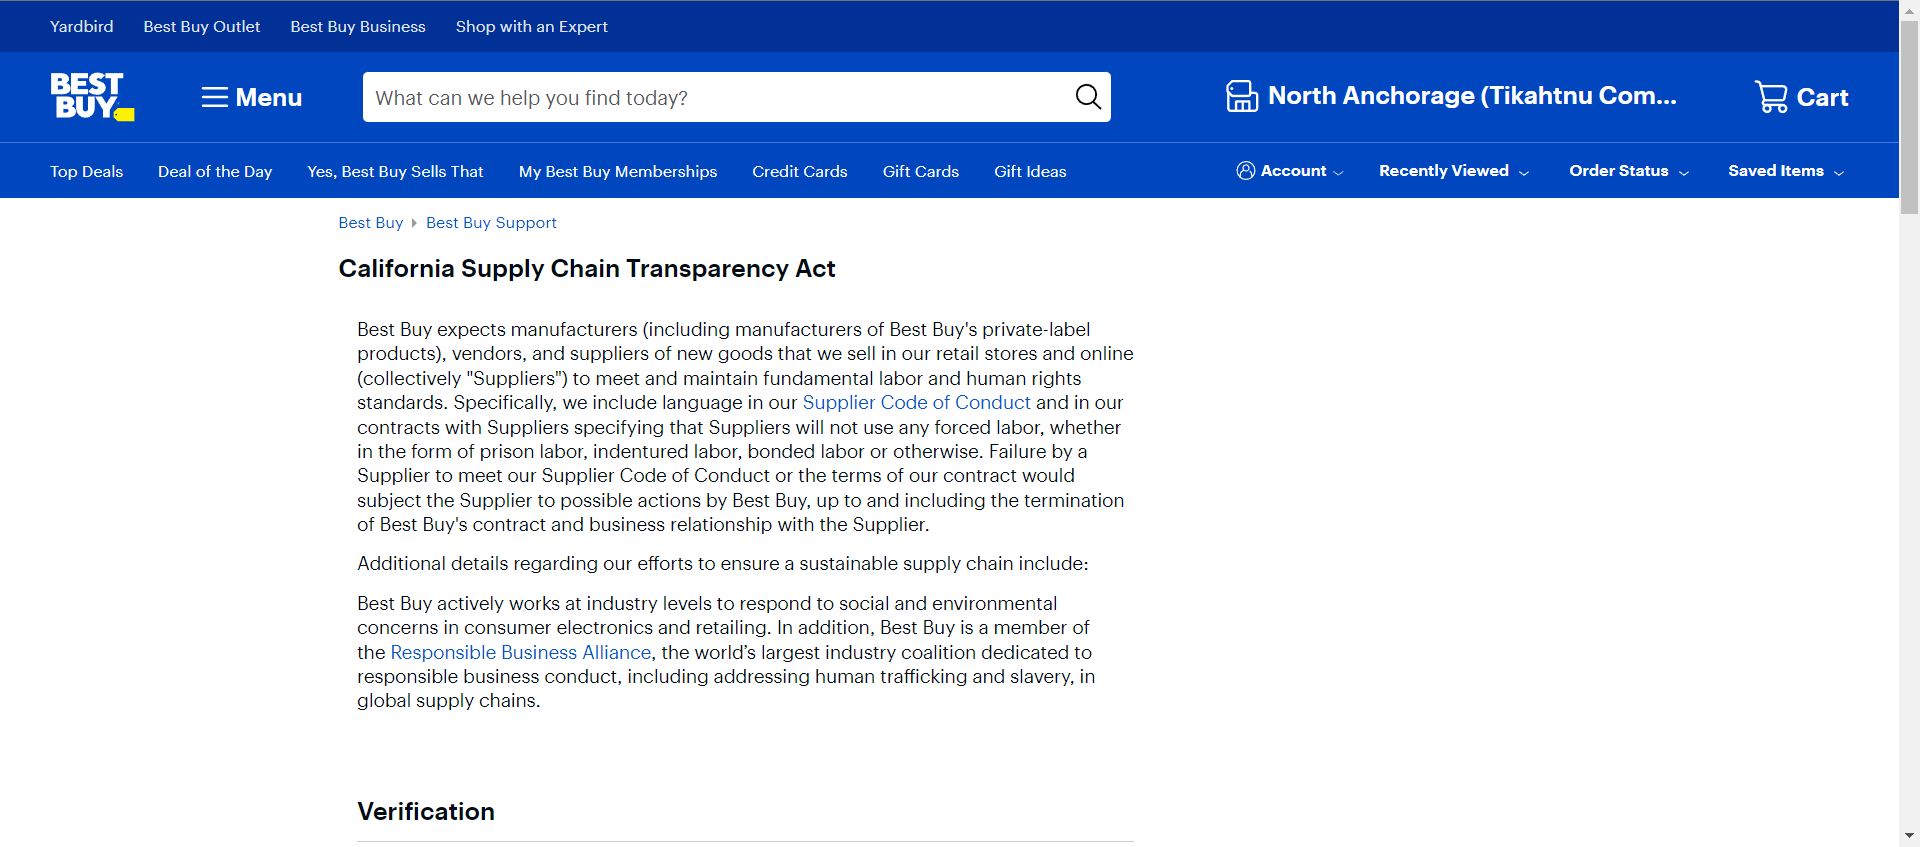 Yardbird Best Buy Outlet Best Buy Business Shop with an Expert
BEST BUY Menu What can we help you find today? North Anchorage (Tikahtnu Com... Cart
Top Deals Deal of the Day Yes, Best Buy Sells That My Best Buy Memberships Credit Cards Gift Cards Gift Ideas Account Recently Viewed Order Status Saved Items
Best Buy Best Buy Support
California Supply Chain Transparency Act
Best Buy expects manufacturers (including manufacturers of Best Buy's private-label
products), vendors, and suppliers of new goods that we sell in our retail stores and online
(collectively "Suppliers") to meet and maintain fundamental labor and human rights
standards. Specifically, we include language in our Supplier Code of Conduct and in our
contracts with Suppliers specifying that Suppliers will not use any forced labor, whether
in the form of prison labor, indentured labor, bonded labor or otherwise. Failure by a
Supplier to meet our Supplier Code of Conduct or the terms of our contract would
subject the Supplier to possible actions by Best Buy, up to and including the termination
of Best Buy's contract and business relationship with the Supplier.
Additional details regarding our efforts to ensure a sustainable supply chain include:
Best Buy actively works at industry levels to respond to social and environmental
concerns in consumer electronics and retailing. In addition, Best Buy is a member of
the Responsible Business Alliance, the world’s largest industry coalition dedicated to
responsible business conduct, including addressing human trafficking and slavery, in
global supply chains.
Verification